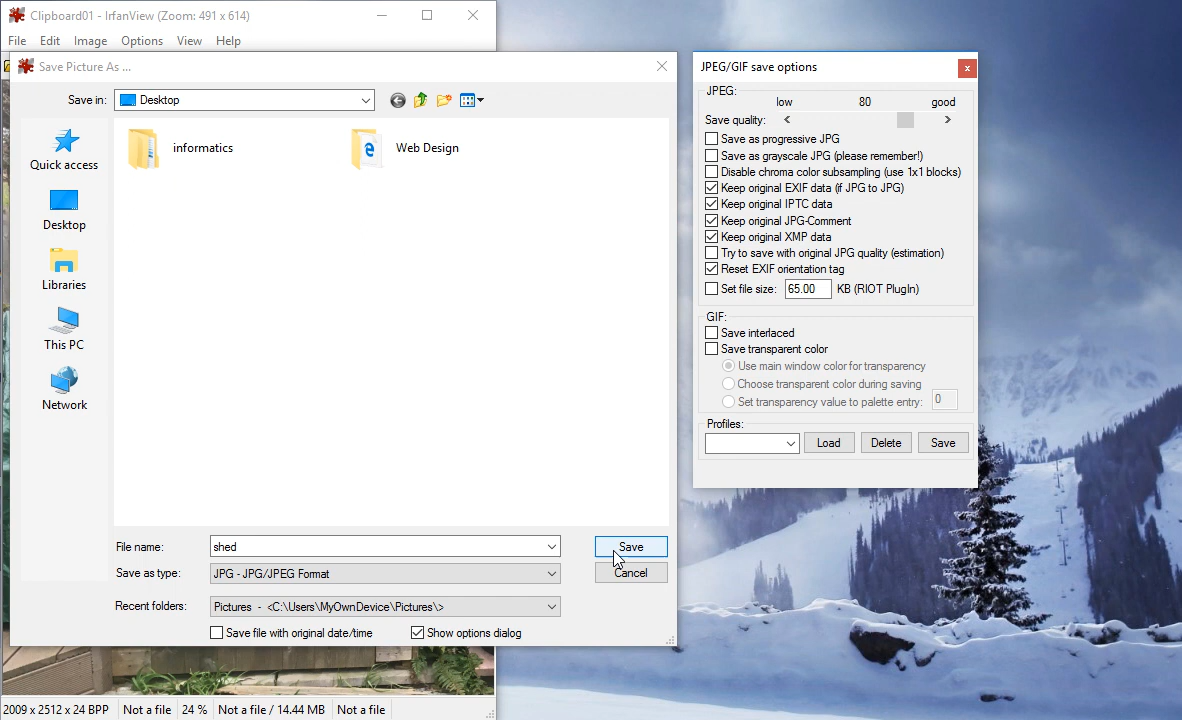 Clipboard01 - IrfanView (Zoom: 491 x 614)
File Edit Image Options View Help
Save Picture As ...
Save in: Desktop
Quick access
Desktop
Libraries
This PC
Network
informatics
Web Design
File name: shed
Save
Save as type: JPG - JPG/JPEG Format
Cancel
Recent folders: Pictures - <C:\Users\MyOwnDevice\Pictures\>
Save file with original date/time
Show options dialog
2009 x 2512 x 24 BPP Not a file 24 % Not a file / 14.44 MB Not a file
JPEG/GIF save options
x
JPEG:
low 80 good
Save quality: < >
Save as progressive JPG
Save as grayscale JPG (please remember!)
Disable chroma color subsampling (use 1x1 blocks)
Keep original EXIF data (if JPG to JPG)
Keep original IPTC data
Keep original JPG-Comment
Keep original XMP data
Try to save with original JPG quality (estimation)
Reset EXIF orientation tag
Set file size: 65.00 KB (RIOT PlugIn)
GIF:
Save interlaced
Save transparent color
Use main window color for transparency
Choose transparent color during saving
Set transparency value to palette entry: 0
Profiles:
Load Delete Save